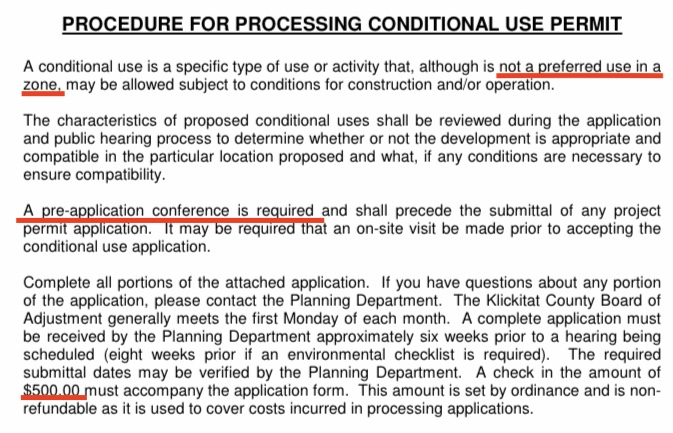 PROCEDURE FOR PROCESSING CONDITIONAL USE PERMIT
A conditional use is a specific type of use or activity that, although is not a preferred use in a
zone, may be allowed subject to conditions for construction and/or operation.
The characteristics of proposed conditional uses shall be reviewed during the application
and public hearing process to determine whether or not the development is appropriate and
compatible in the particular location proposed and what, if any conditions are necessary to
ensure compatibility.
A pre-application conference is required and shall precede the submittal of any project
permit application. It may be required that an on-site visit be made prior to accepting the
conditional use application.
Complete all portions of the attached application. If you have questions about any portion
of the application, please contact the Planning Department. The Klickitat County Board of
Adjustment generally meets the first Monday of each month. A complete application must
be received by the Planning Department approximately six weeks prior to a hearing being
scheduled (eight weeks prior if an environmental checklist is required). The required
submittal dates may be verified by the Planning Department. A check in the amount of
$500.00 must accompany the application form. This amount is set by ordinance and is non-
refundable as it is used to cover costs incurred in processing applications.